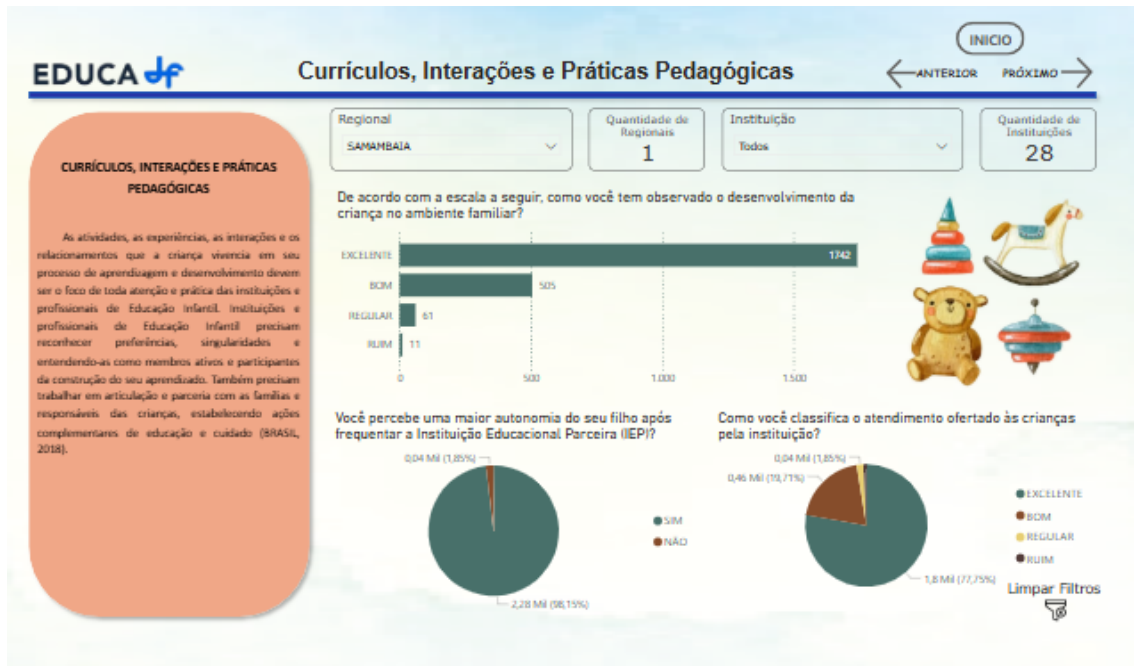 INICIO
EDUCA df
Currículos, Interações e Práticas Pedagógicas
ANTERIOR
PRÓXIMO
CURRÍCULOS, INTERAÇÕES E PRÁTICAS
PEDAGÓGICAS
As atividades, as experiências, as interações e os
relacionamentos que a criança vivencia em seu
processo de aprendizagem e desenvolvimento devem
ser o foco de toda atenção e prática das instituições e
profissionais de Educação Infantil. Instituições e
profissionais de Educação Infantil precisam
reconhecer preferências, singularidades e
entendendo-as como membros ativos e participantes
da construção do seu aprendizado. Também precisam
trabalhar em articulação e parceria com as famílias e
responsáveis das crianças, estabelecendo ações
complementares de educação e cuidado (BRASIL,
2018).
Regional
SAMAMBAIA
Quantidade de
Regionais
1
Instituição
Todos
Quantidade de
Instituições
28
De acordo com a escala a seguir, como você tem observado o desenvolvimento da
criança no ambiente familiar?
EXCELENTE 1742
BOM 505
REGULAR 61
RUIM 11
0 500 1.000 1.500
Você percebe uma maior autonomia do seu filho após
frequentar a Instituição Educacional Parceira (IEP)?
0,04 Mil (1,85%)
2,28 Mil (98,15%)
SIM
NÃO
Como você classifica o atendimento ofertado às crianças
pela instituição?
0,04 Mil (1,85%)
0,46 Mil (19,71%)
1,8 Mil (77,75%)
EXCELENTE
BOM
REGULAR
RUIM
Limpar Filtros